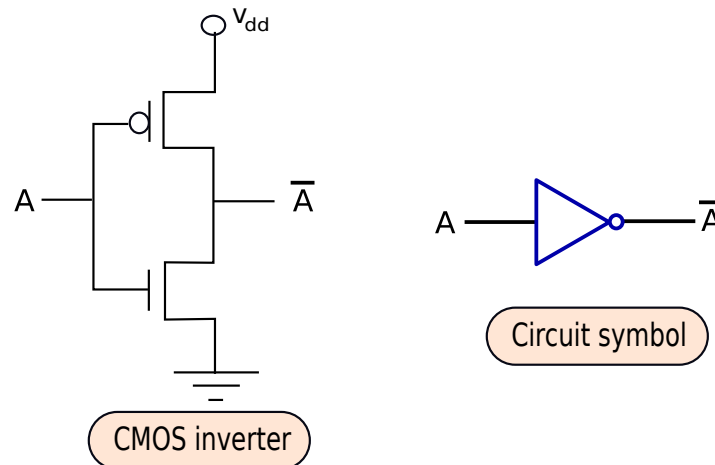 Vdd
A
A̅
CMOS inverter
A
A̅
Circuit symbol